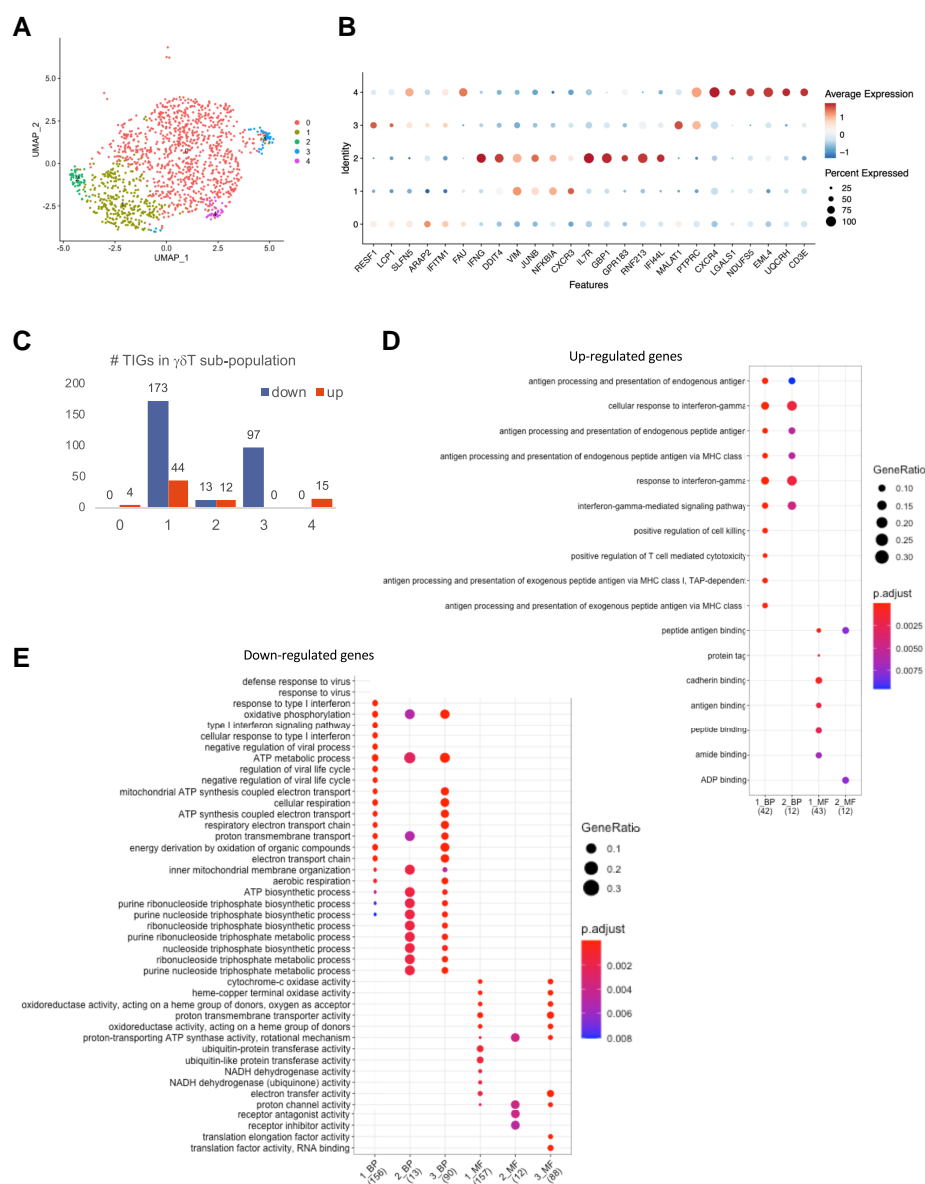 A
B
5.0
2.5
0.0
-2.5
-5.0
-2.5
0.0
2.5
5.0
UMAP_2
UMAP_1
0
1
2
3
4
4
3
2
1
0
Identity
RESF1
LCP1
SLFN5
ARAP2
IFITM1
FAU
IFNG
DDIT4
VIM
JUNB
NFKBIA
CXCR3
IL7R
GBP1
GPR183
RNF213
IFI44L
MALAT1
PTPRC
CXCR4
LGALS1
NDUFS5
EML4
UQCRH
CD3E
Features
Average Expression
1
0
-1
Percent Expressed
25
50
75
100
C
# TIGs in γδT sub-population
down
up
200
150
100
50
0
0 4
173 44
13 12
97 0
0 15
0 1 2 3 4
D
Up-regulated genes
antigen processing and presentation of endogenous antigen
cellular response to interferon-gamma
antigen processing and presentation of endogenous peptide antigen
antigen processing and presentation of endogenous peptide antigen via MHC class
response to interferon-gamma
interferon-gamma-mediated signaling pathway
positive regulation of cell killing
positive regulation of T cell mediated cytotoxicity
antigen processing and presentation of exogenous peptide antigen via MHC class I, TAP-dependen
antigen processing and presentation of exogenous peptide antigen via MHC class
peptide antigen binding
protein tag
cadherin binding
antigen binding
peptide binding
amide binding
ADP binding
1_BP
(42)
2_BP
(12)
1_MF
(43)
2_MF
(12)
GeneRatio
0.10
0.15
0.20
0.25
0.30
p.adjust
0.0025
0.0050
0.0075
E
Down-regulated genes
defense response to virus
response to virus
response to type I interferon
oxidative phosphorylation
type I interferon signaling pathway
cellular response to type I interferon
negative regulation of viral process
ATP metabolic process
regulation of viral life cycle
negative regulation of viral life cycle
mitochondrial ATP synthesis coupled electron transport
cellular respiration
ATP synthesis coupled electron transport
respiratory electron transport chain
proton transmembrane transport
energy derivation by oxidation of organic compounds
electron transport chain
inner mitochondrial membrane organization
aerobic respiration
ATP biosynthetic process
purine ribonucleoside triphosphate biosynthetic process
purine nucleoside triphosphate biosynthetic process
ribonucleoside triphosphate biosynthetic process
purine ribonucleoside triphosphate metabolic process
nucleoside triphosphate biosynthetic process
ribonucleoside triphosphate metabolic process
purine nucleoside triphosphate metabolic process
cytochrome-c oxidase activity
heme-copper terminal oxidase activity
oxidoreductase activity, acting on a heme group of donors, oxygen as acceptor
proton transmembrane transporter activity
oxidoreductase activity, acting on a heme group of donors
proton-transporting ATP synthase activity, rotational mechanism
ubiquitin-protein transferase activity
ubiquitin-like protein transferase activity
NADH dehydrogenase activity
NADH dehydrogenase (ubiquinone) activity
electron transfer activity
proton channel activity
receptor antagonist activity
receptor inhibitor activity
translation elongation factor activity
translation factor activity, RNA binding
1_BP
(156)
2_BP
(13)
3_BP
(90)
1_MF
(157)
2_MF
(12)
3_MF
(88)
GeneRatio
0.1
0.2
0.3
p.adjust
0.002
0.004
0.006
0.008